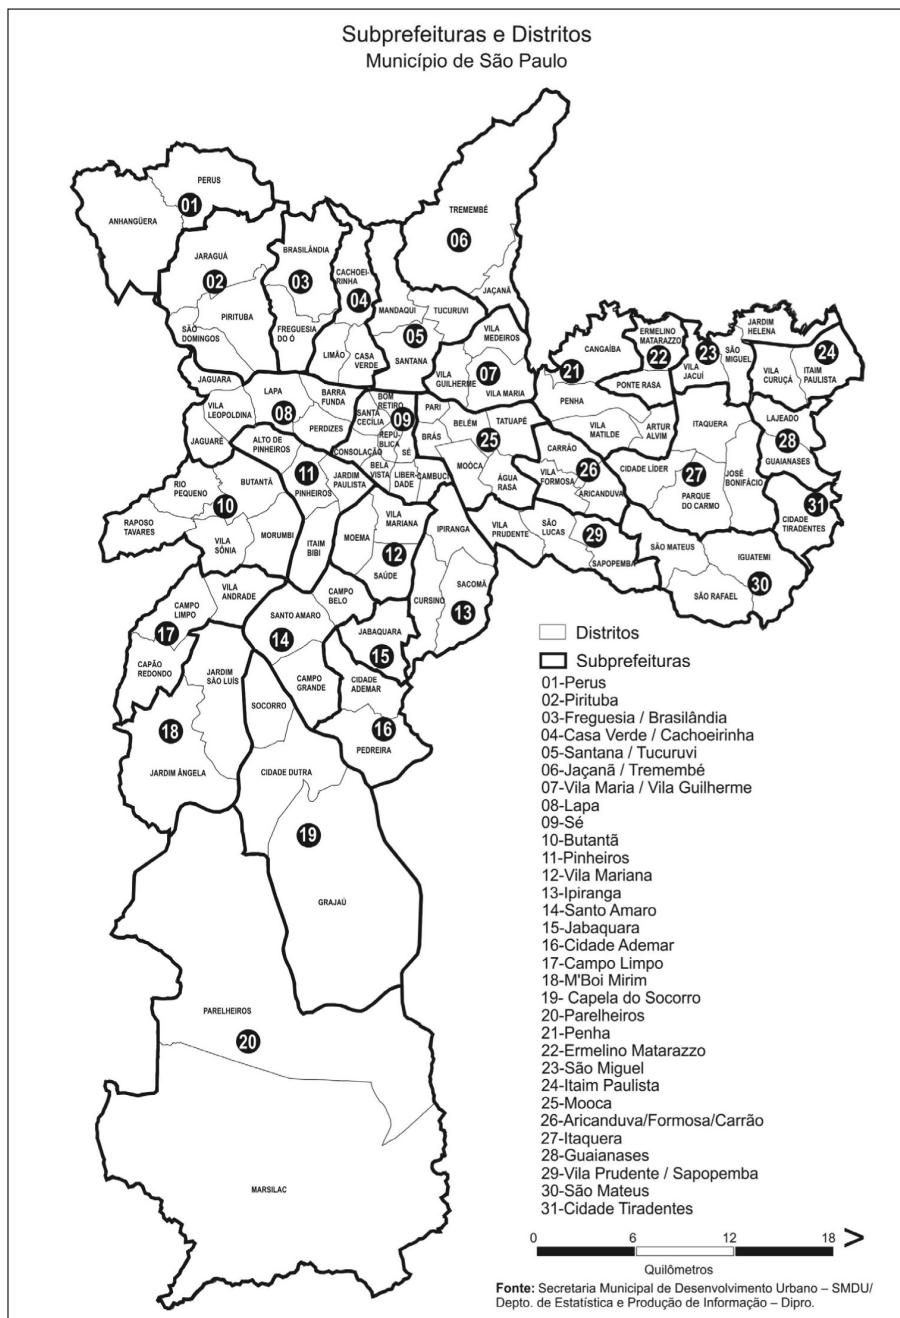 Subprefeituras e Distritos
Município de São Paulo
PERUS
01
ANHANGÜERA
TREMEMBÉ
06
JAÇANÃ
JARAGUÁ
02
PIRITUBA
SÃO
DOMINGOS
BRASILÂNDIA
03
FREGUESIA
DO Ó
CACHOEI-
RINHA
04
LIMÃO
CASA
VERDE
MANDAQUI
TUCURUVI
05
SANTANA
VILA
MEDEIROS
VILA
GUILHERME
07
VILA MARIA
CANGAÍBA
21
PENHA
VILA
MATILDE
ARTUR
ALVIM
ERMELINO
MATARAZZO
22
PONTE RASA
23
VILA
JACUÍ
SÃO
MIGUEL
JARDIM
HELENA
VILA
CURUÇÁ
24
ITAIM
PAULISTA
JAGUARA
VILA
LEOPOLDINA
JAGUARÉ
LAPA
08
BARRA
FUNDA
PERDIZES
BOM
RETIRO
SANTA
CECÍLIA
09
REPÚ-
BLICA
SÉ
CONSOLAÇÃO
BELA
VISTA
LIBER-
DADE
CAMBUCI
PARI
BRÁS
BELÉM
TATUAPÉ
25
MOÓCA
ÁGUA
RASA
CARRÃO
VILA
FORMOSA
26
ARICANDUVA
ITAQUERA
CIDADE LÍDER
27
PARQUE
DO CARMO
JOSÉ
BONIFÁCIO
LAJEADO
28
GUAIANASES
31
CIDADE
TIRADENTES
ALTO DE
PINHEIROS
11
PINHEIROS
JARDIM
PAULISTA
ITAIM
BIBI
RIO
PEQUENO
BUTANTÃ
10
RAPOSO
TAVARES
VILA
SÔNIA
MORUMBI
VILA
MARIANA
MOEMA
12
SAÚDE
IPIRANGA
SACOMÃ
CURSINO
13
VILA
PRUDENTE
SÃO
LUCAS
29
SAPOPEMBA
SÃO MATEUS
IGUATEMI
30
SÃO RAFAEL
VILA
ANDRADE
CAMPO
LIMPO
17
CAPÃO
REDONDO
CAMPO
BELO
SANTO AMARO
14
CAMPO
GRANDE
JABAQUARA
15
JARDIM
SÃO LUÍS
18
JARDIM ÂNGELA
CIDADE
ADEMAR
16
PEDREIRA
SOCORRO
CIDADE DUTRA
19
GRAJAÚ
PARELHEIROS
20
MARSILAC
Distritos
Subprefeituras
01-Perus
02-Pirituba
03-Freguesia / Brasilândia
04-Casa Verde / Cachoeirinha
05-Santana / Tucuruvi
06-Jaçanã / Tremembé
07-Vila Maria / Vila Guilherme
08-Lapa
09-Sé
10-Butantã
11-Pinheiros
12-Vila Mariana
13-Ipiranga
14-Santo Amaro
15-Jabaquara
16-Cidade Ademar
17-Campo Limpo
18-M'Boi Mirim
19- Capela do Socorro
20-Parelheiros
21-Penha
22-Ermelino Matarazzo
23-São Miguel
24-Itaim Paulista
25-Mooca
26-Aricanduva/Formosa/Carrão
27-Itaquera
28-Guaianases
29-Vila Prudente / Sapopemba
30-São Mateus
31-Cidade Tiradentes
0 6 12 18
Quilômetros
Fonte: Secretaria Municipal de Desenvolvimento Urbano – SMDU/
Depto. de Estatística e Produção de Informação – Dipro.